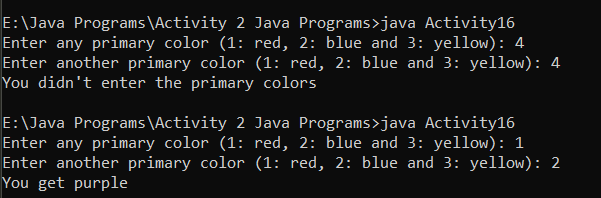 E:\Java Programs\Activity 2 Java Programs>java Activity16
Enter any primary color (1: red, 2: blue and 3: yellow): 4
Enter another primary color (1: red, 2: blue and 3: yellow): 4
You didn't enter the primary colors
E:\Java Programs\Activity 2 Java Programs>java Activity16
Enter any primary color (1: red, 2: blue and 3: yellow): 1
Enter another primary color (1: red, 2: blue and 3: yellow): 2
You get purple